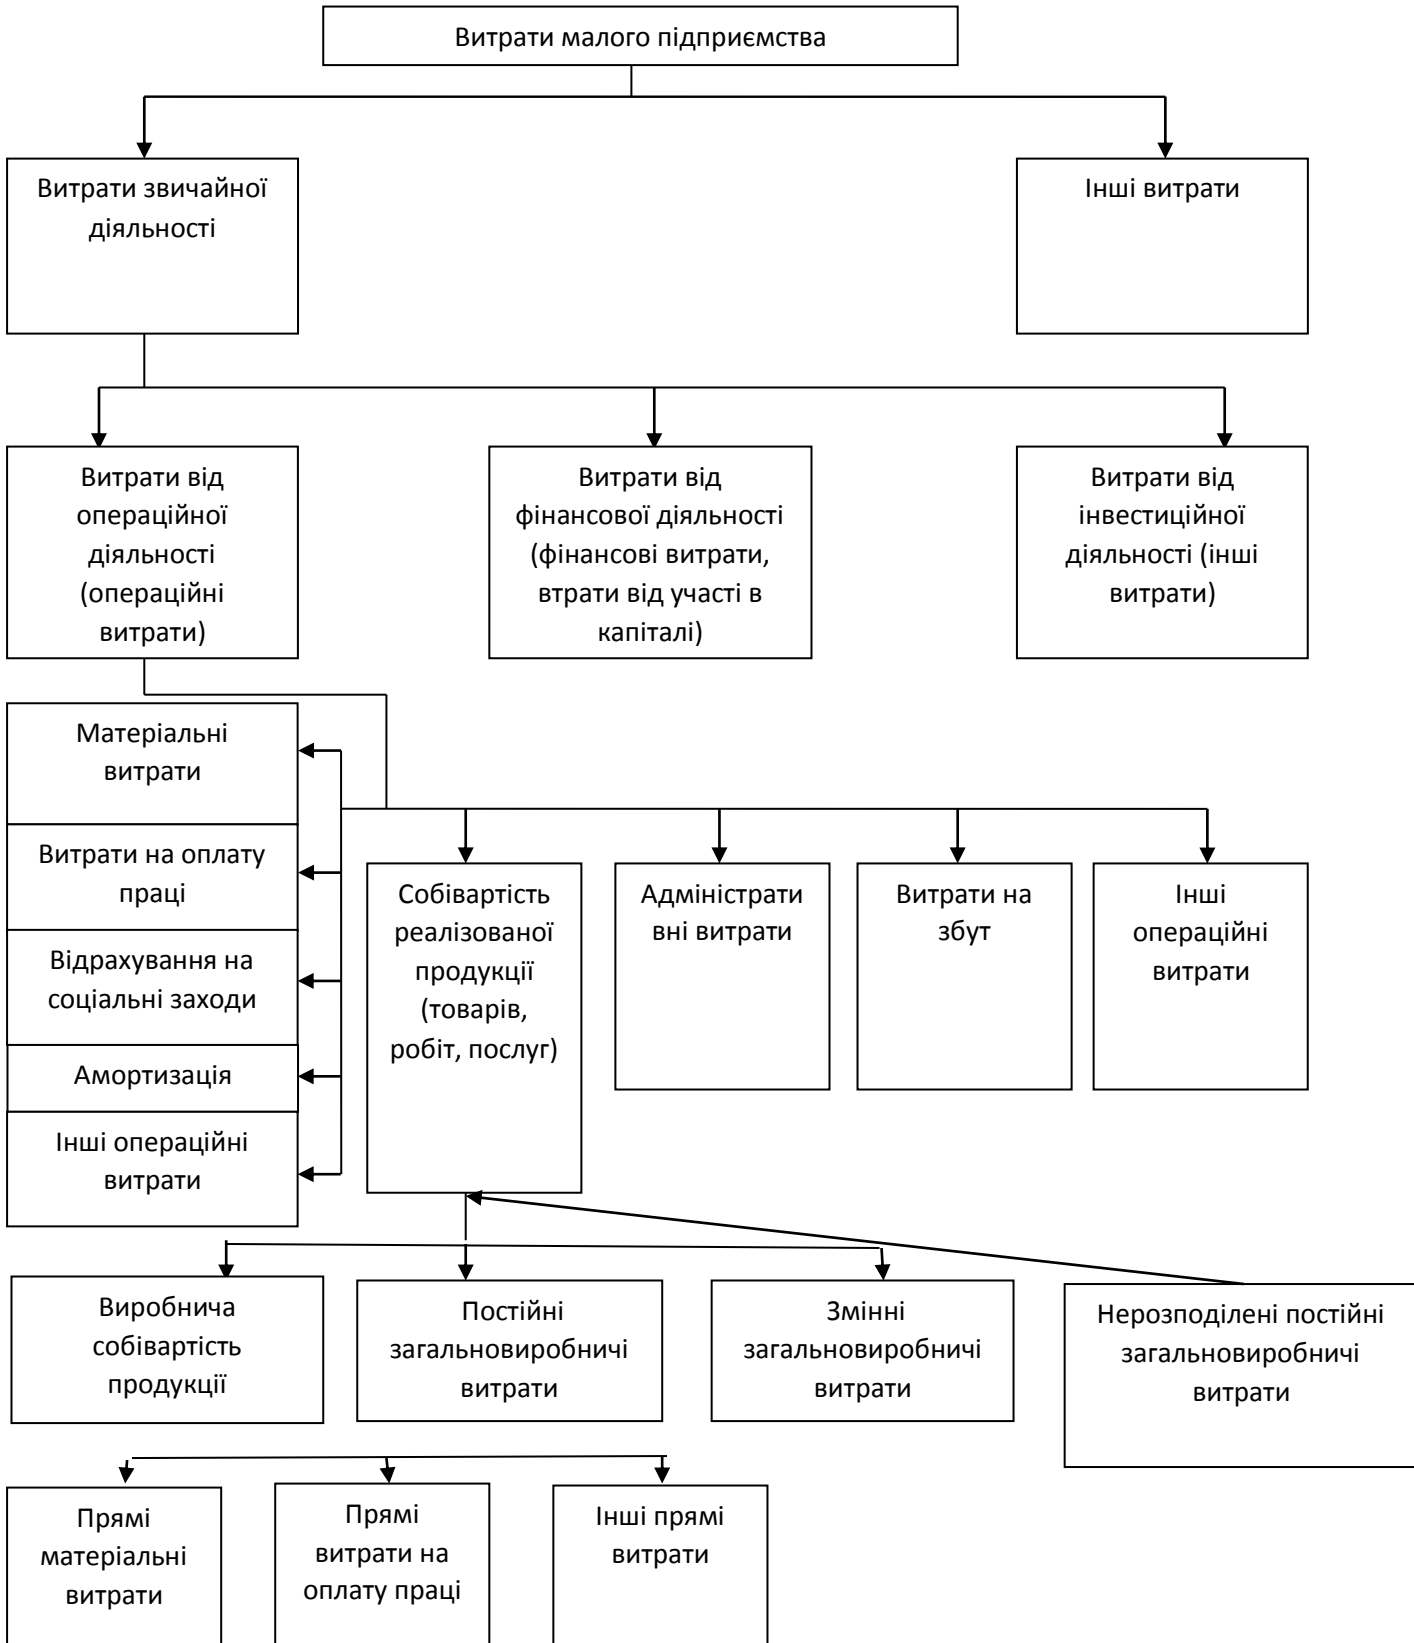 Витрати малого підприємства
Витрати звичайної
діяльності
Інші витрати
Витрати від
операційної
діяльності
(операційні
витрати)
Витрати від
фінансової діяльності
(фінансові витрати,
втрати від участі в
капіталі)
Витрати від
інвестиційної
діяльності (інші
витрати)
Матеріальні
витрати
Витрати на оплату
праці
Відрахування на
соціальні заходи
Амортизація
Інші операційні
витрати
Собівартість
реалізованої
продукції
(товарів,
робіт, послуг)
Адміністрати
вні витрати
Витрати на
збут
Інші
операційні
витрати
Виробнича
собівартість
продукції
Постійні
загальновиробничі
витрати
Змінні
загальновиробничі
витрати
Нерозподілені постійні
загальновиробничі
витрати
Прямі
матеріальні
витрати
Прямі
витрати на
оплату праці
Інші прямі
витрати